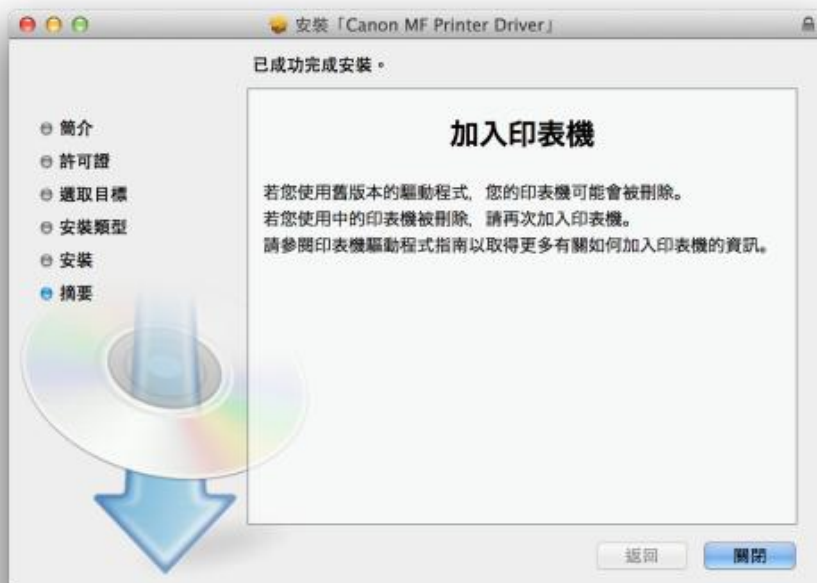 安裝「Canon MF Printer Driver」
已成功完成安裝。
簡介
許可證
選取目標
安裝類型
安裝
摘要
加入印表機
若您使用舊版本的驅動程式，您的印表機可能會被刪除。
若您使用中的印表機被刪除，請再次加入印表機。
請參閱印表機驅動程式指南以取得更多有關如何加入印表機的資訊。
返回
關閉